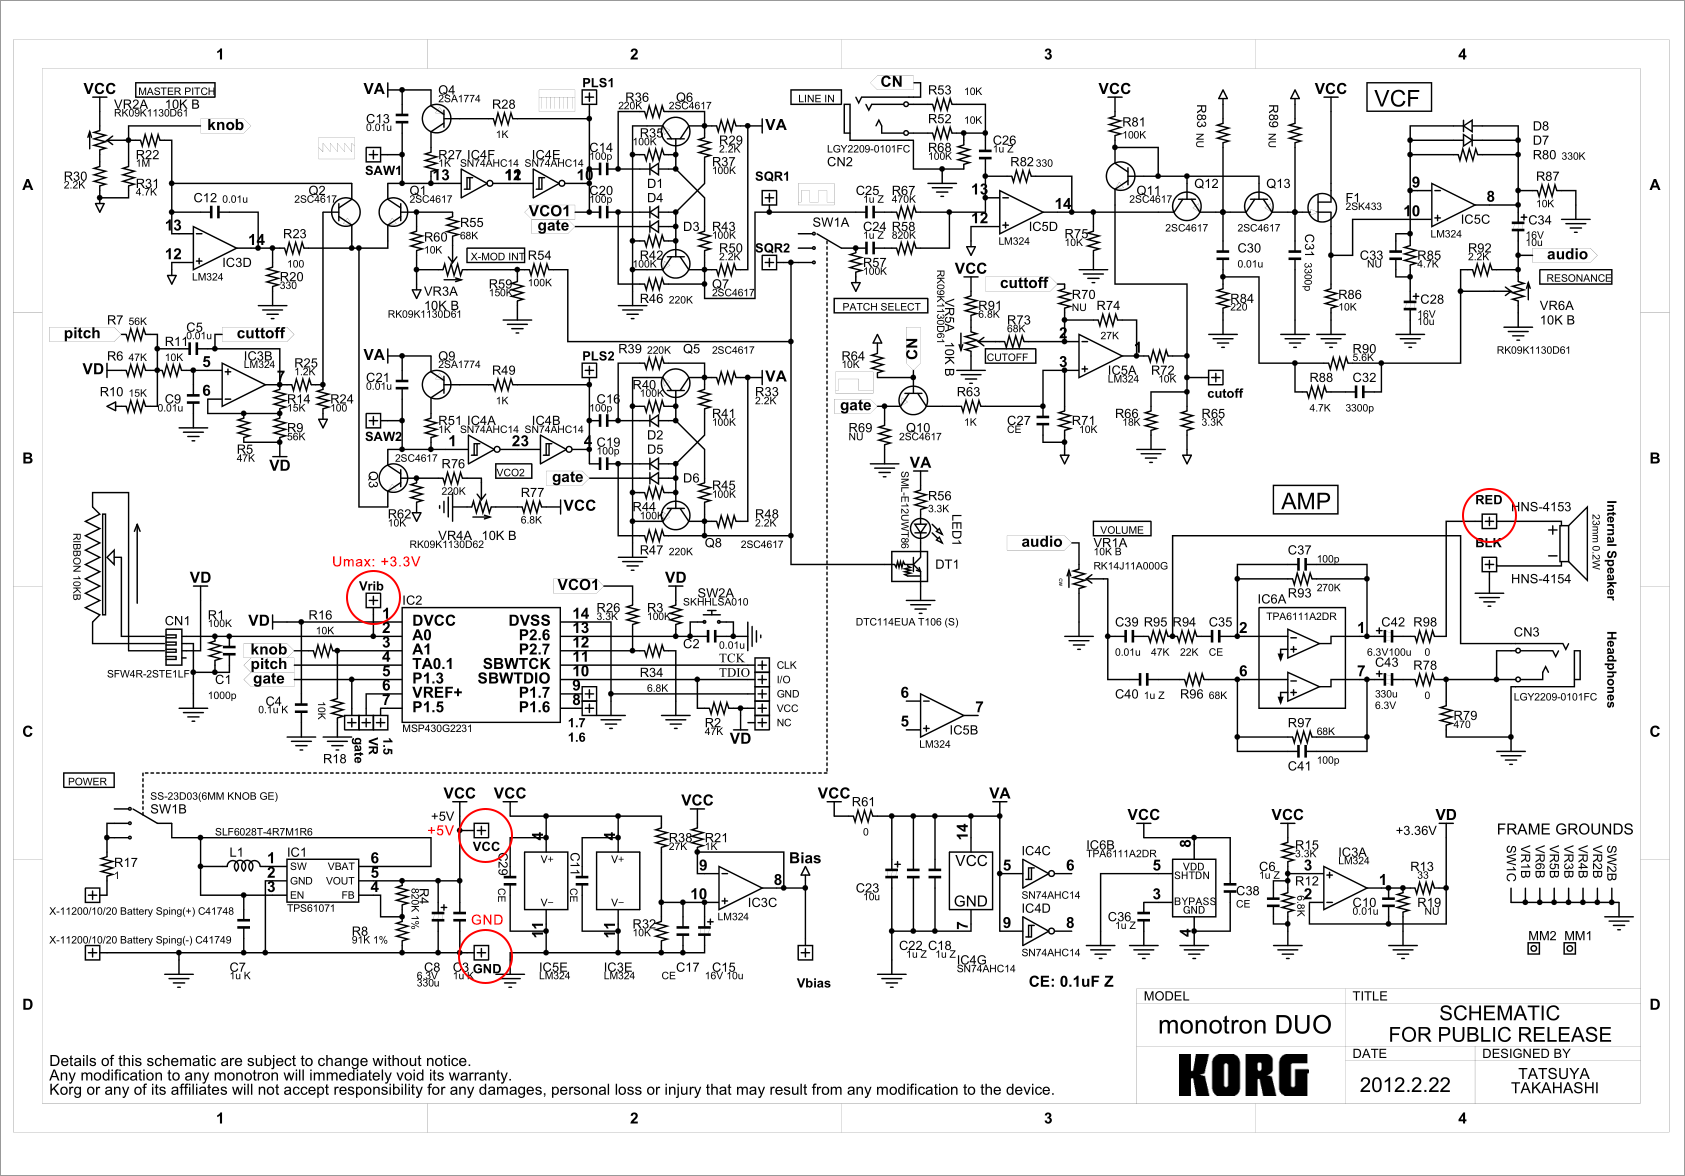 1 2 3 4
A A
B B
C C
D D
1 2 3 4
VCC
MASTER PITCH
VR2A 10K B
RK09K1130D61
knob
R22
1M
R30
2.2K
R31
4.7K
C12 0.01u
13
12
14
IC3D
LM324
R23
100
R20
330
Q2
2SC4617
VA
C13
0.01u
SAW1
Q4
2SA1774
R28
1K
R27
1K
IC4F
SN74AHC14
IC4E
SN74AHC14
13
12
10
PLS1
Q1
2SC4617
R60
10K
R55
68K
X-MOD INT
VR3A
10K B
RK09K1130D61
R59
150K
R54
100K
VCO1
gate
C14
100p
C20
100p
R36
220K
Q6
2SC4617
R35
100K
D1
D4
D3
R42
100K
R46 220K
Q7
2SC4617
R29
2.2K
R37
100K
R43
100K
R50
2.2K
VA
SQR1
SQR2
SW1A
LINE IN
CN
LGY2209-0101FC
CN2
R53 10K
R52 10K
R68
100K
C26
1u Z
R82 330
C25
1u Z
R67
470K
C24
1u Z
R58
820K
R57
100K
13
12
14
IC5D
LM324
R75
10K
VCC
R81
100K
Q11
2SC4617
Q12
2SC4617
Q13
2SC4617
R83 NU
R89 NU
C30
0.01u
C31 3300p
R84
220
VCC
VCF
F1
2SK433
R86
10K
9
10
8
IC5C
LM324
D8
D7
R80 330K
R87
10K
C34
16V
10u
C33
NU
R85
4.7K
C28
16V
10u
R92
2.2K
audio
RESONANCE
VR6A
10K B
RK09K1130D61
R90
5.6K
R88
4.7K
C32
3300p
pitch
R7 56K
R6
47K
VD
R10 15K
R11
10K
C5
0.01u
cuttoff
C9
0.01u
5
6
7
IC3B
LM324
R25
1.2K
R14
15K
R24
100
R9
56K
R5
47K
VD
VA
C21
0.01u
SAW2
Q9
2SA1774
R49
1K
R51
1K
IC4A
SN74AHC14
IC4B
SN74AHC14
1
23
4
PLS2
2SC4617
Q3
R76
220K
VCO2
R77
6.8K
VCC
R62
10K
VR4A 10K B
RK09K1130D62
gate
C16
100p
C19
100p
R39
220K
Q5
2SC4617
R40
100K
D2
D5
D6
R44
100K
R47 220K
Q8
2SC4617
R33
2.2K
R41
100K
R45
100K
R48
2.2K
VA
PATCH SELECT
R64
10K
CN
gate
R69
NU
Q10
2SC4617
R63
1K
VCC
RK09K1130D61
VR5A 10K B
R91
6.8K
CUTOFF
cuttoff
R70
NU
R73
68K
R74
27K
2
3
1
IC5A
LM324
R72
10K
C27
CE
R71
10K
R66
18K
R65
3.3K
cutoff
VA
R56
3.3K
SML-E12UWT86
LED1
DT1
DTC114EUA T106 (S)
RIBBON 10KB
CN1
SFW4R-2STE1LF
VD
R1
100K
C1
1000p
Umax: +3.3V
Vrib
VD
R16
10K
knob
pitch
gate
C4
0.1u K
10K
R18
gate
VR
1.5
IC2
1
2
3
4
5
6
7
DVCC
A0
A1
TA0.1
P1.3
VREF+
P1.5
DVSS
P2.6
P2.7
SBWTCK
SBWTDIO
P1.7
P1.6
14
13
12
11
10
9
8
MSP430G2231
1.7
1.6
VCO1
R26
3.3K
VD
R3
100K
SW2A
SKHHLSA010
C2
0.01u
R34
6.8K
TCK
TDIO
CLK
I/O
GND
VCC
NC
R2
47K
VD
6
5
7
IC5B
LM324
AMP
audio
VOLUME
VR1A
10K B
RK14J11A000G
CW
C39
0.01u
R95
47K
R94
22K
C35
CE
C40 1u Z
R96 68K
C37
100p
R93
270K
IC6A
TPA6111A2DR
2
1
6
7
R97
68K
C41
100p
C42
6.3V100u
R98
0
C43
330u
6.3V
R78
0
R79
470
CN3
LGY2209-0101FC
RED
BLK
HNS-4153
HNS-4154
23mm 0.2W
Internal Speaker
Headphones
POWER
SS-23D03(6MM KNOB GE)
SW1B
R17
1
X-11200/10/20 Battery Sping(+) C41748
X-11200/10/20 Battery Sping(-) C41749
SLF6028T-4R7M1R6
L1
IC1
1
2
3
SW
GND
EN
VBAT
VOUT
FB
6
5
4
TPS61071
C7
1u K
R4
820K 1%
R8
91K 1%
C8
6.3V
330u
C3
1u K
VCC
+5V
+5V
VCC
GND
GND
VCC
C29
CE
4
V+
V−
11
IC5E
LM324
C11
CE
4
V+
V−
11
IC3E
LM324
VCC
R38
27K
R21
1K
R32
10K
C17
CE
C15
16V 10u
9
10
8
IC3C
LM324
Bias
Vbias
VCC
R61
0
VA
C23
10u
C22
1u Z
C18
1u Z
14
VCC
GND
7
IC4G
SN74AHC14
5
6
IC4C
SN74AHC14
IC4D
9
8
SN74AHC14
CE: 0.1uF Z
VCC
IC6B
TPA6111A2DR
8
5
3
4
VDD
SHTDN
BYPASS
GND
C36
1u Z
C38
CE
VCC
R15
3.3K
C6
1u Z
R12
6.8K
IC3A
LM324
3
2
1
C10
0.01u
R13
33
R19
NU
VD
+3.36V
FRAME GROUNDS
SW1C
VR1B
VR6B
VR5B
VR3B
VR4B
VR2B
SW2B
MM2 MM1
MODEL
monotron DUO
KORG
TITLE
SCHEMATIC
FOR PUBLIC RELEASE
DATE
2012.2.22
DESIGNED BY
TATSUYA
TAKAHASHI
Details of this schematic are subject to change without notice.
Any modification to any monotron will immediately void its warranty.
Korg or any of its affiliates will not accept responsibility for any damages, personal loss or injury that may result from any modification to the device.